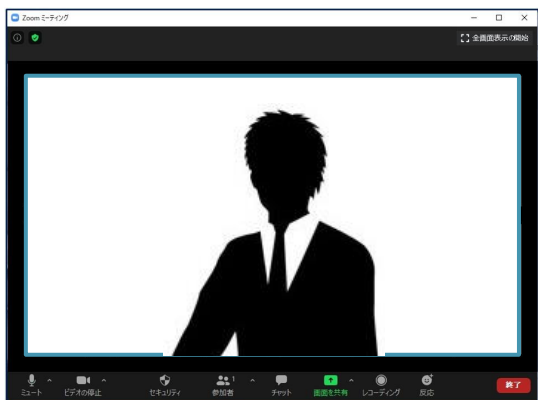 Zoom ミーティング
全画面表示の開始
ミュート
ビデオの停止
セキュリティ
1
参加者
チャット
画面を共有
レコーディング
反応
終了